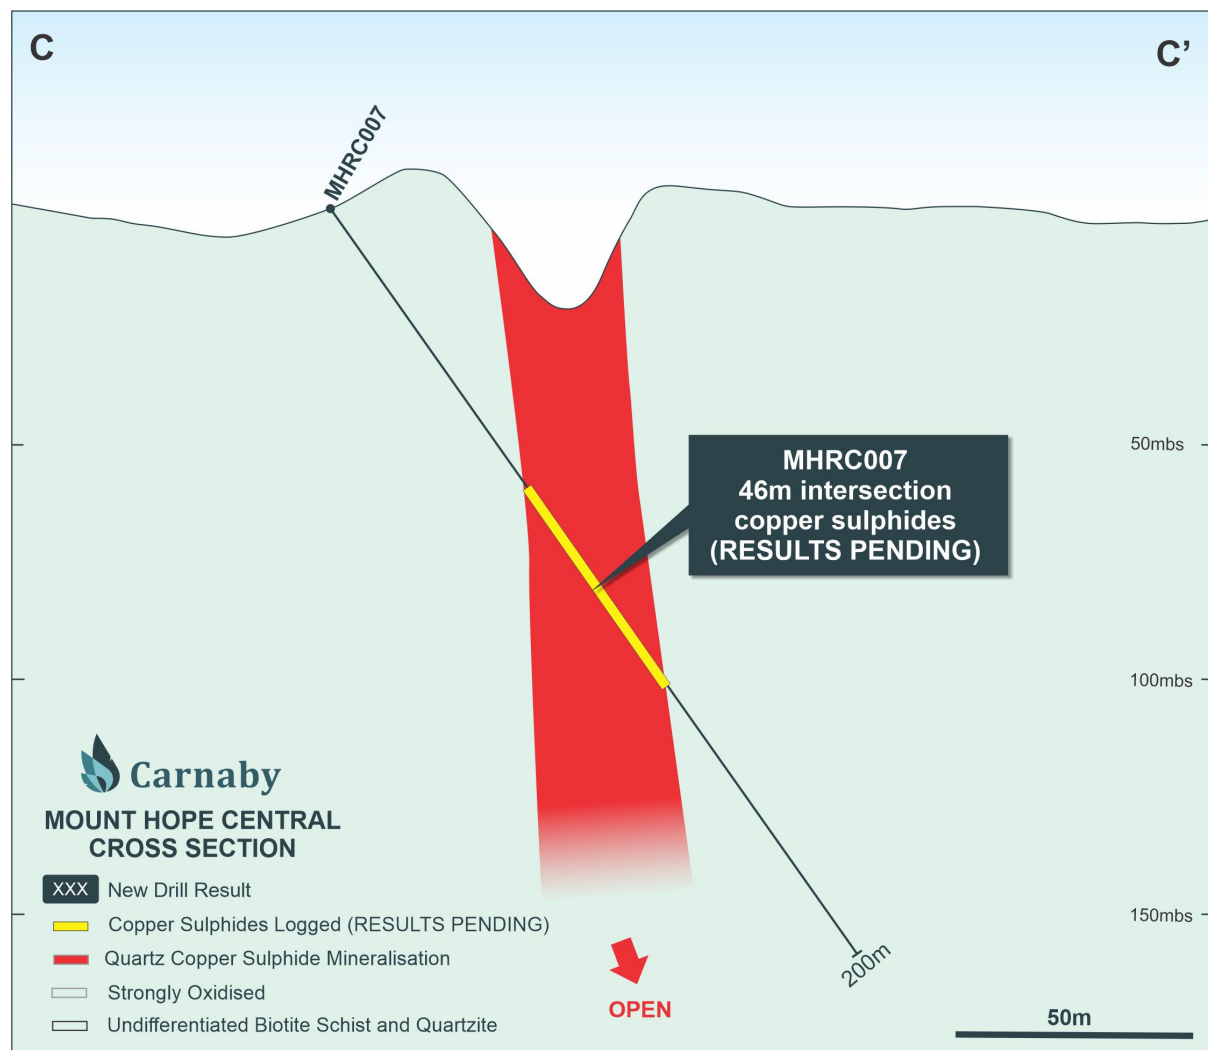 C
C’
MHRC007
50mbs
MHRC007
46m intersection
copper sulphides
(RESULTS PENDING)
100mbs
Carnaby
MOUNT HOPE CENTRAL
CROSS SECTION
XXX New Drill Result
Copper Sulphides Logged (RESULTS PENDING)
Quartz Copper Sulphide Mineralisation
Strongly Oxidised
Undifferentiated Biotite Schist and Quartzite
150mbs
200m
OPEN
50m